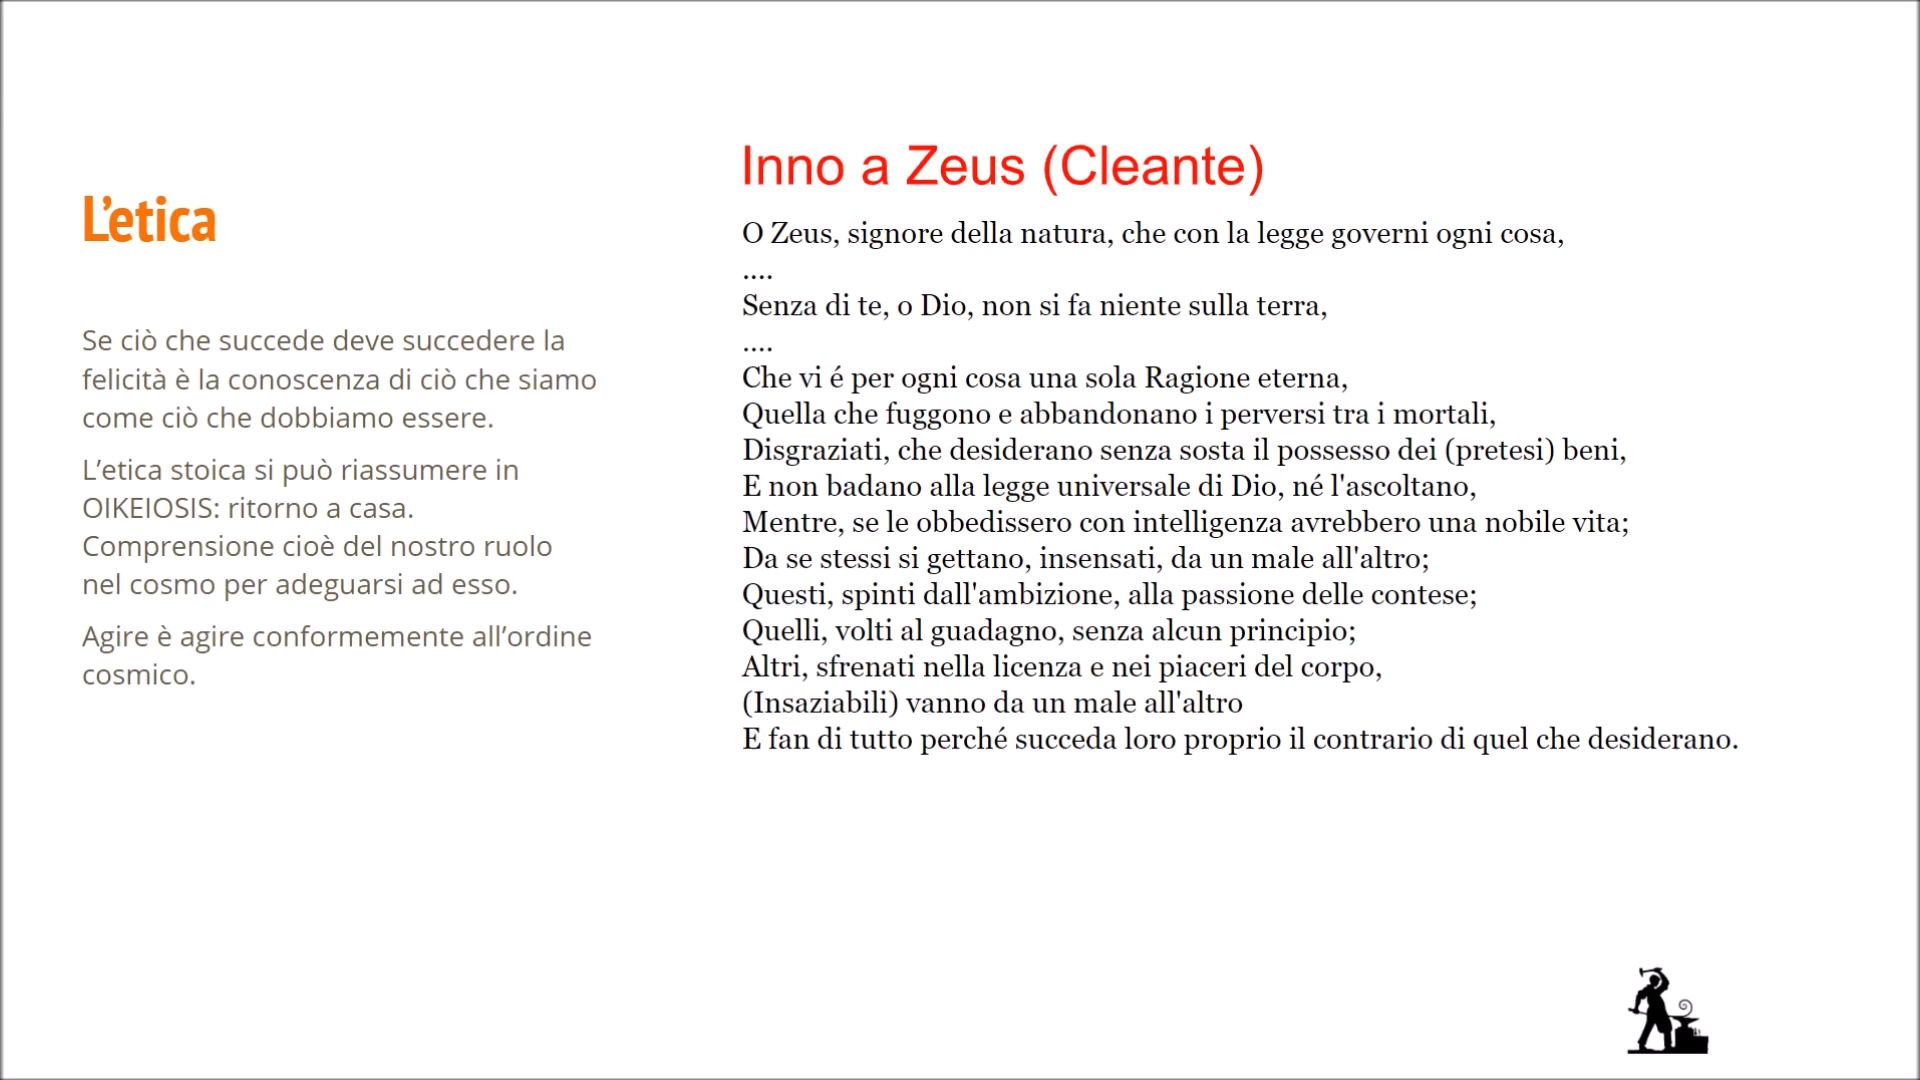 L’etica
Se ciò che succede deve succedere la
felicità è la conoscenza di ciò che siamo
come ciò che dobbiamo essere.
L’etica stoica si può riassumere in
OIKEIOSIS: ritorno a casa.
Comprensione cioè del nostro ruolo
nel cosmo per adeguarsi ad esso.
Agire è agire conformemente all’ordine
cosmico.
Inno a Zeus (Cleante)
O Zeus, signore della natura, che con la legge governi ogni cosa,
....
Senza di te, o Dio, non si fa niente sulla terra,
....
Che vi é per ogni cosa una sola Ragione eterna,
Quella che fuggono e abbandonano i perversi tra i mortali,
Disgraziati, che desiderano senza sosta il possesso dei (pretesi) beni,
E non badano alla legge universale di Dio, né l'ascoltano,
Mentre, se le obbedissero con intelligenza avrebbero una nobile vita;
Da se stessi si gettano, insensati, da un male all'altro;
Questi, spinti dall'ambizione, alla passione delle contese;
Quelli, volti al guadagno, senza alcun principio;
Altri, sfrenati nella licenza e nei piaceri del corpo,
(Insaziabili) vanno da un male all'altro
E fan di tutto perché succeda loro proprio il contrario di quel che desiderano.